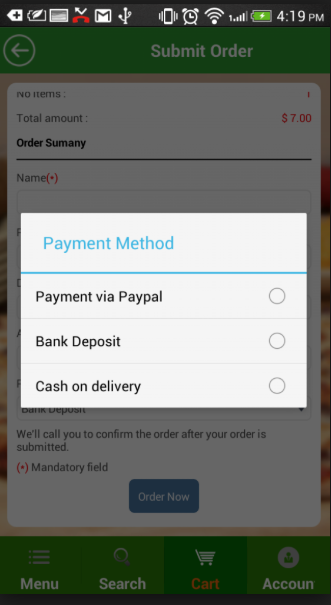 4:19 PM
Submit Order
No Items :
Total amount : $ 7.00
Order Sumany
Name(*)
Payment Method
Payment via Paypal
Bank Deposit
Cash on delivery
Bank Deposit
We'll call you to confirm the order after your order is
submitted.
(*) Mandatory field
Order Now
Menu Search Cart Accoun